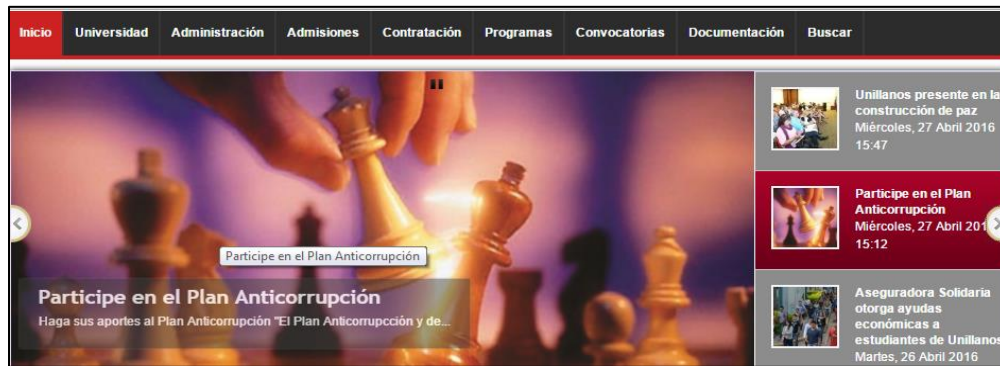 Inicio Universidad Administración Admisiones Contratación Programas Convocatorias Documentación Buscar
Participe en el Plan Anticorrupción
Participe en el Plan Anticorrupción
Haga sus aportes al Plan Anticorrupción "El Plan Anticorrupcción y de...
Unillanos presente en la
construcción de paz
Miércoles, 27 Abril 2016
15:47
Participe en el Plan
Anticorrupción
Miércoles, 27 Abril 201
15:12
Aseguradora Solidaria
otorga ayudas
económicas a
estudiantes de Unillanos
Martes, 26 Abril 2016